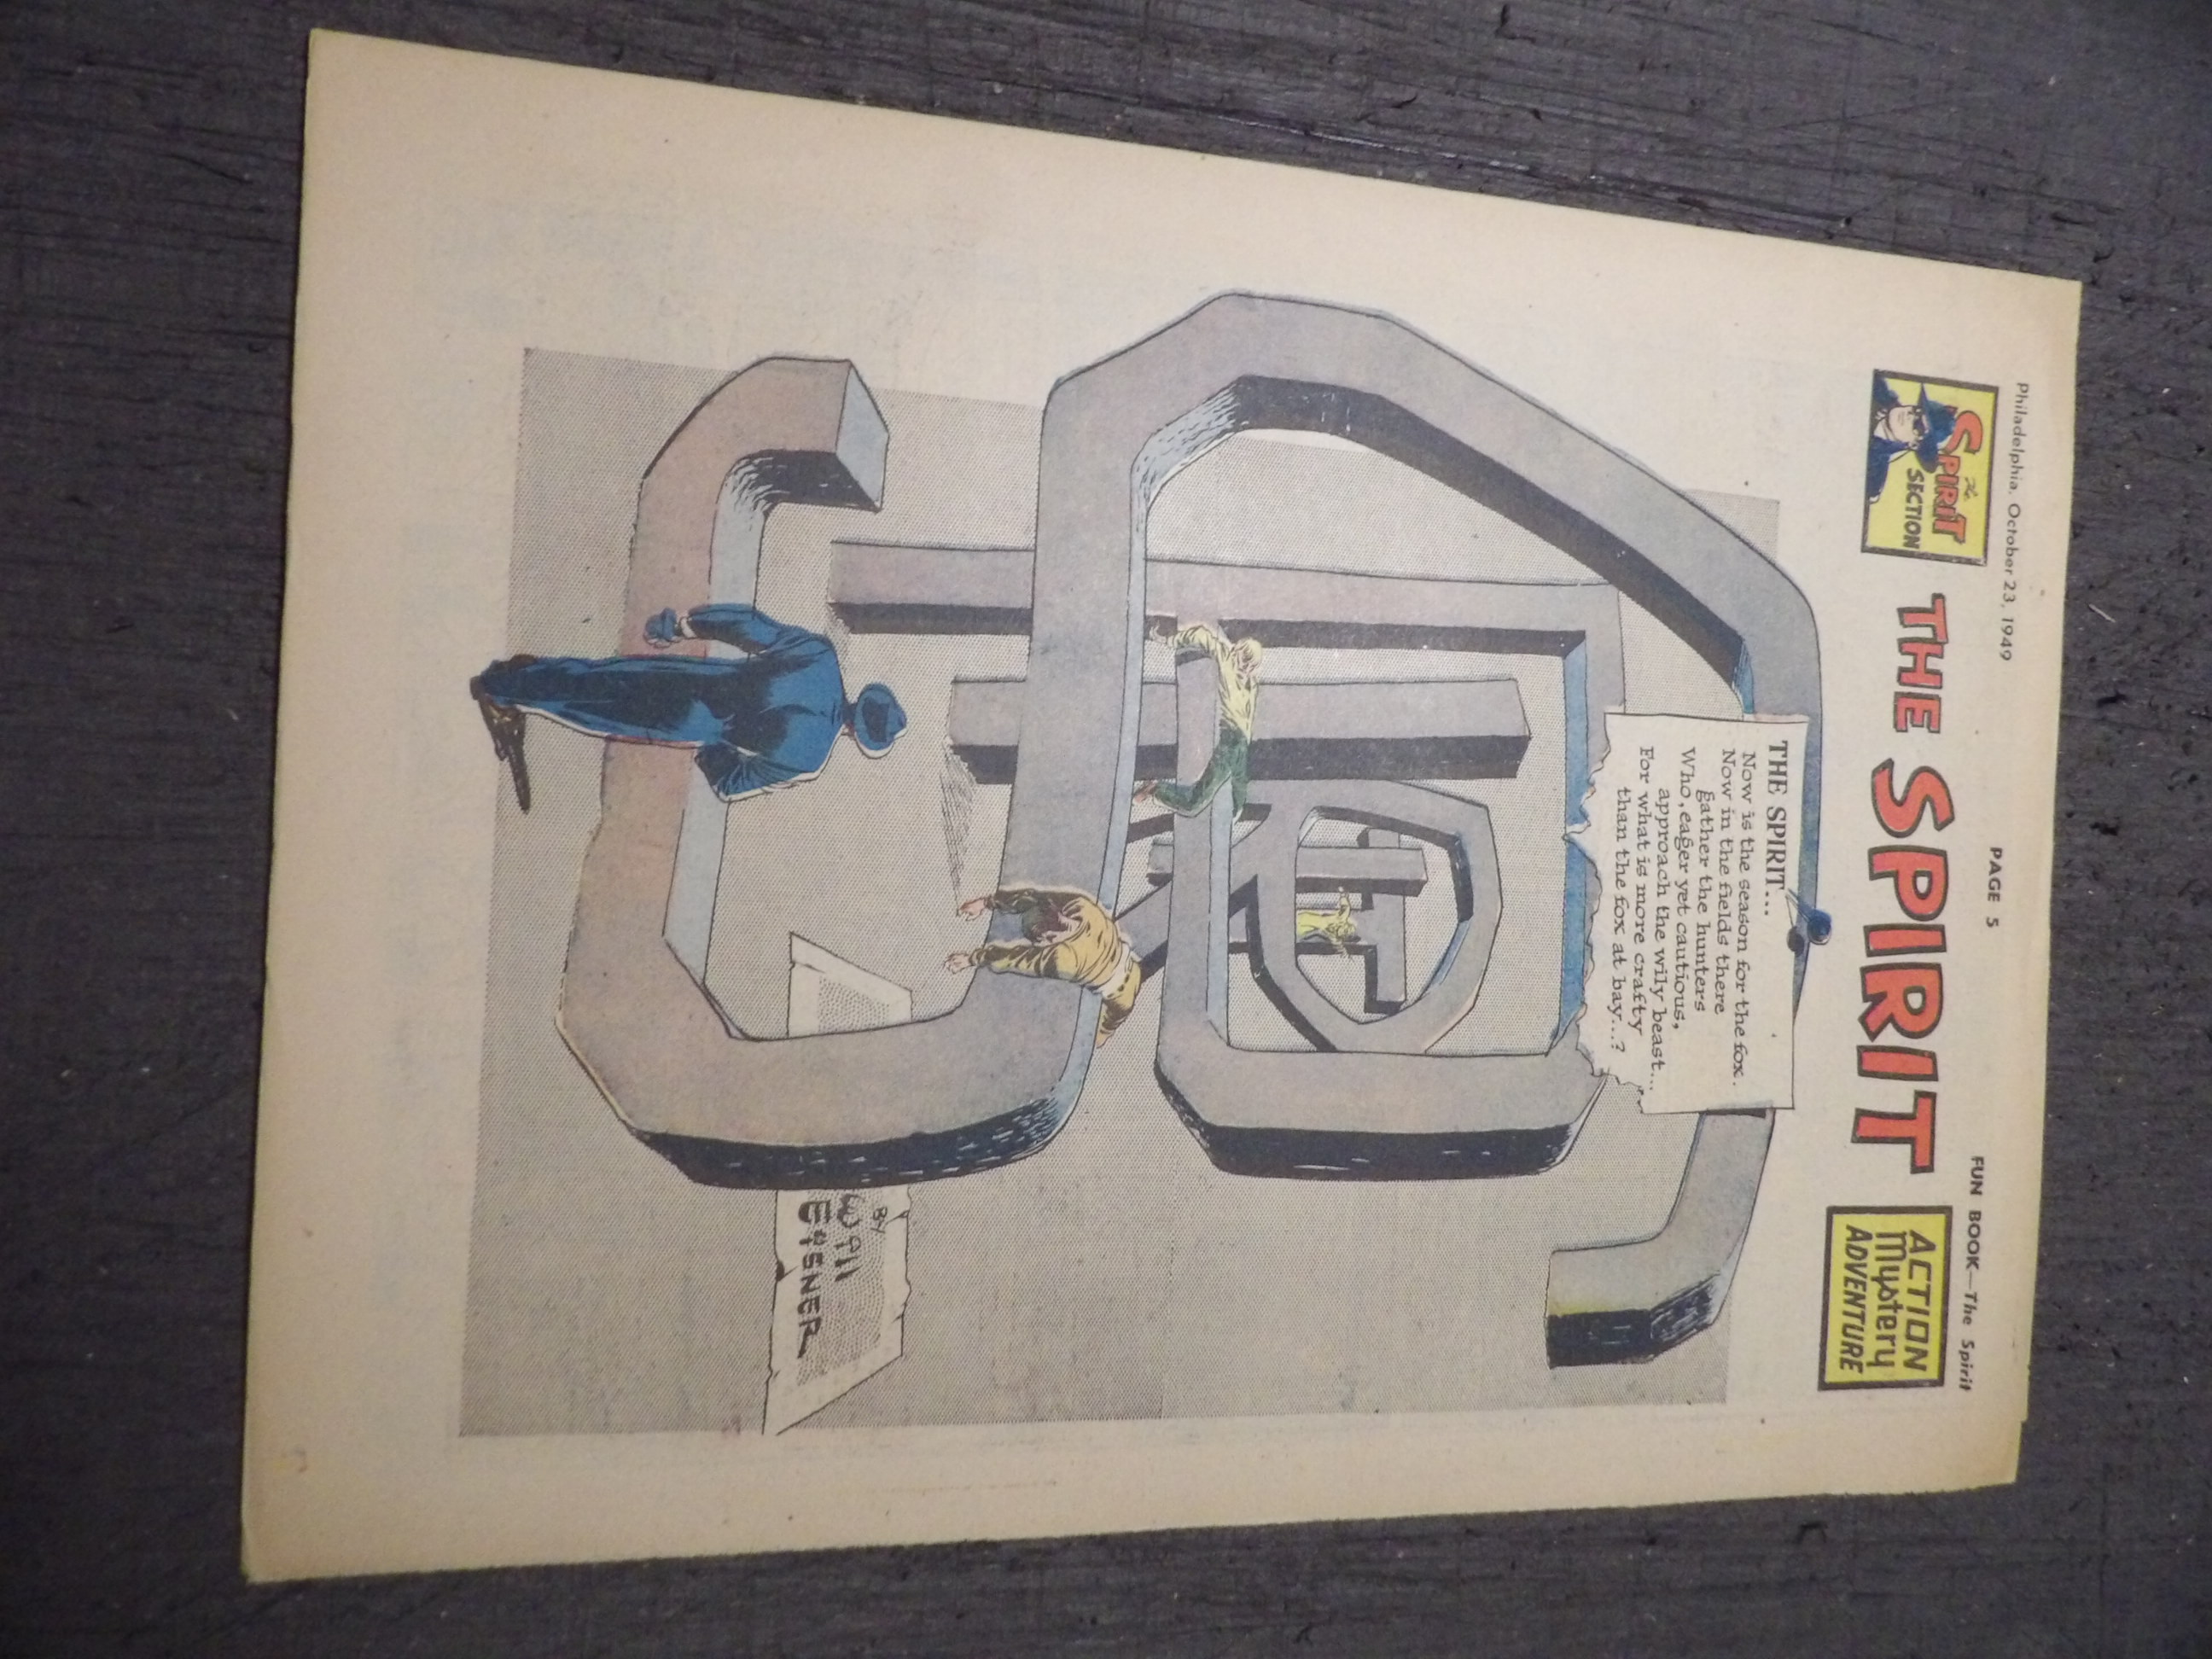 Philadelphia, October 23, 1949
PAGE 5
FUN BOOK—The Spirit
The
SPIRIT
SECTION
THE SPIRIT
ACTION
Mystery
ADVENTURE
THE SPIRIT...
Now is the season for the fox.
Now in the fields there
gather the hunters
Who, eager yet cautious,
approach the wily beast...
For what is more crafty
than the fox at bay...?
BY
Will
EISNER